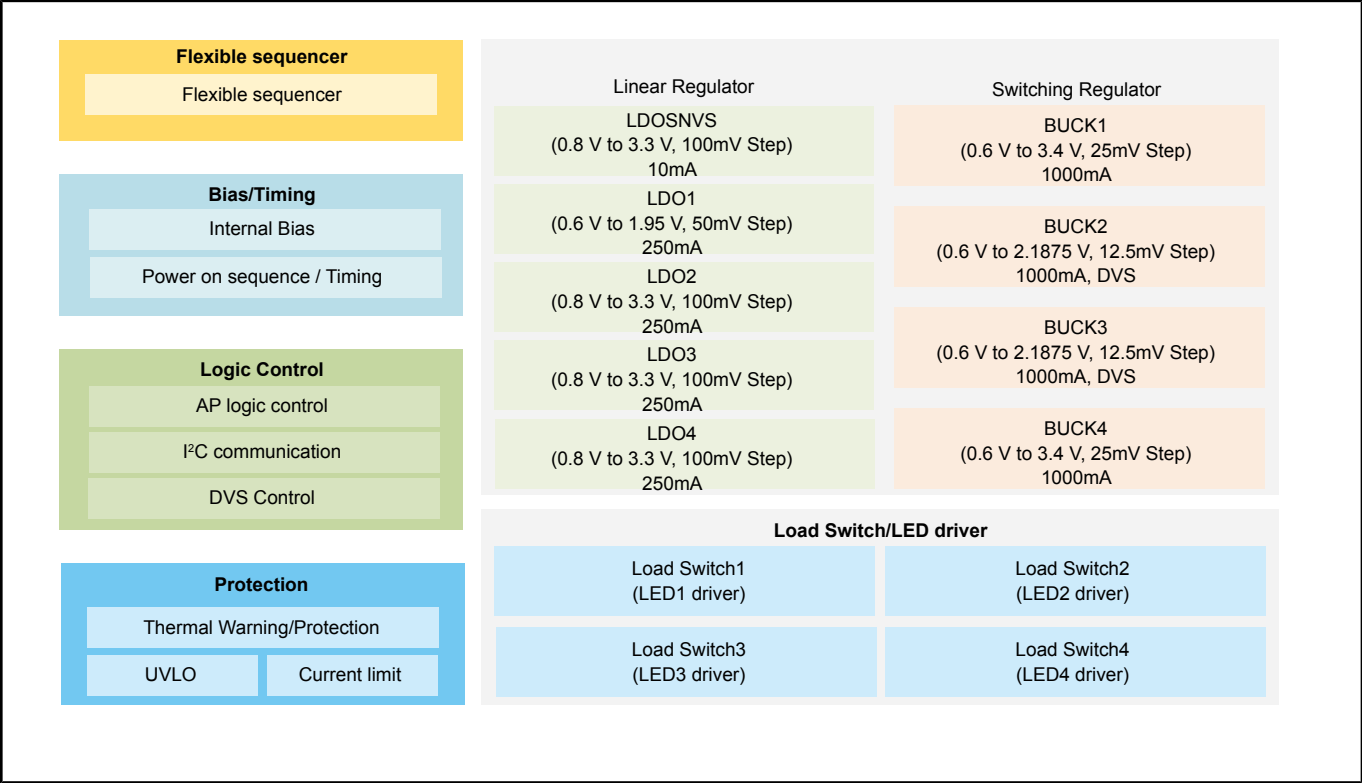 Flexible sequencer
Flexible sequencer
Bias/Timing
Internal Bias
Power on sequence / Timing
Logic Control
AP logic control
I²C communication
DVS Control
Protection
Thermal Warning/Protection
UVLO
Current limit
Linear Regulator
LDOSNVS
(0.8 V to 3.3 V, 100mV Step)
10mA
LDO1
(0.6 V to 1.95 V, 50mV Step)
250mA
LDO2
(0.8 V to 3.3 V, 100mV Step)
250mA
LDO3
(0.8 V to 3.3 V, 100mV Step)
250mA
LDO4
(0.8 V to 3.3 V, 100mV Step)
250mA
Switching Regulator
BUCK1
(0.6 V to 3.4 V, 25mV Step)
1000mA
BUCK2
(0.6 V to 2.1875 V, 12.5mV Step)
1000mA, DVS
BUCK3
(0.6 V to 2.1875 V, 12.5mV Step)
1000mA, DVS
BUCK4
(0.6 V to 3.4 V, 25mV Step)
1000mA
Load Switch/LED driver
Load Switch1
(LED1 driver)
Load Switch2
(LED2 driver)
Load Switch3
(LED3 driver)
Load Switch4
(LED4 driver)